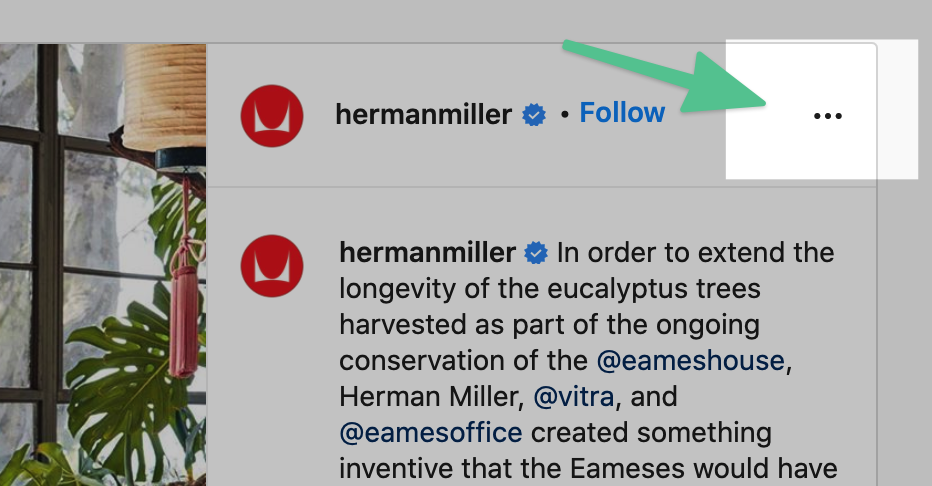 hermanmiller • Follow
hermanmiller In order to extend the
longevity of the eucalyptus trees
harvested as part of the ongoing
conservation of the @eameshouse,
Herman Miller, @vitra, and
@eamesoffice created something
inventive that the Eameses would have